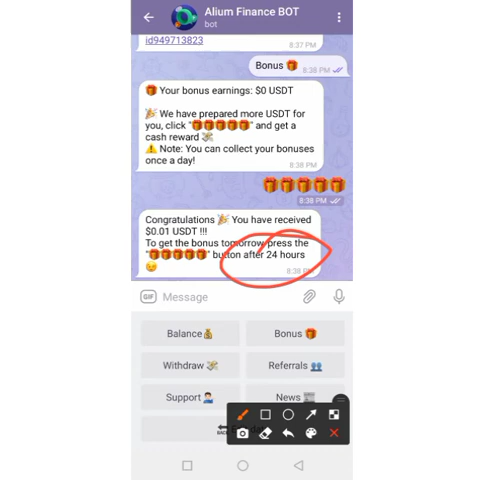 Alium Finance BOT
bot
id949713823
8:37 PM
Bonus 🎁
8:38 PM
🎁 Your bonus earnings: $0 USDT
🎉 We have prepared more USDT for
you, click "🎁🎁🎁🎁🎁" and get a
cash reward 💸
⚠️ Note: You can collect your bonuses
once a day!
8:38 PM
🎁🎁🎁🎁🎁
8:38 PM
Congratulations 🎉 You have received
$0.01 USDT !!!
To get the bonus tomorrow press the
"🎁🎁🎁🎁🎁" button after 24 hours
😉
8:38
GIF Message
Balance💰
Bonus 🎁
Withdraw 💸
Referrals 👥
Support 🙋🏻‍♂️
News 📰